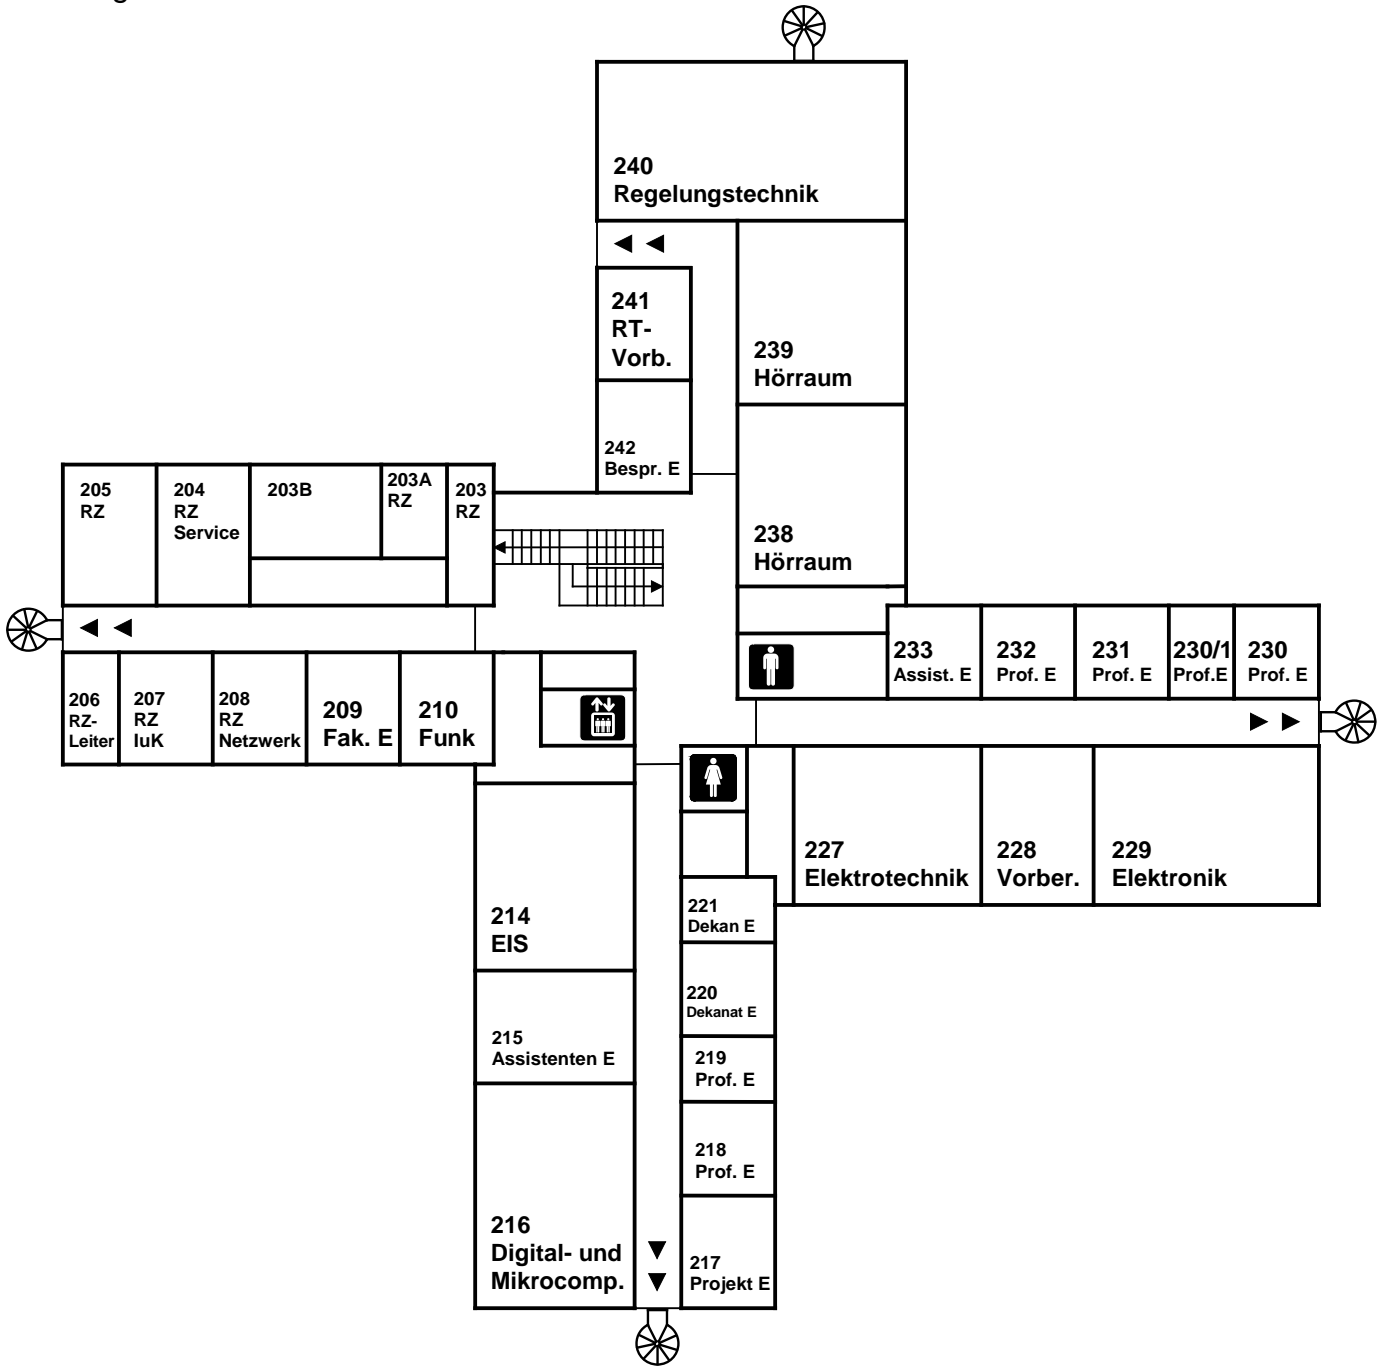 240
Regelungstechnik
241
RT-
Vorb.
239
Hörraum
242
Bespr. E
238
Hörraum
205
RZ
204
RZ
Service
203B
203A
RZ
203
RZ
206
RZ-
Leiter
207
RZ
IuK
208
RZ
Netzwerk
209
Fak. E
210
Funk
233
Assist. E
232
Prof. E
231
Prof. E
230/1
Prof.E
230
Prof. E
227
Elektrotechnik
228
Vorber.
229
Elektronik
214
EIS
215
Assistenten E
216
Digital- und
Mikrocomp.
221
Dekan E
220
Dekanat E
219
Prof. E
218
Prof. E
217
Projekt E